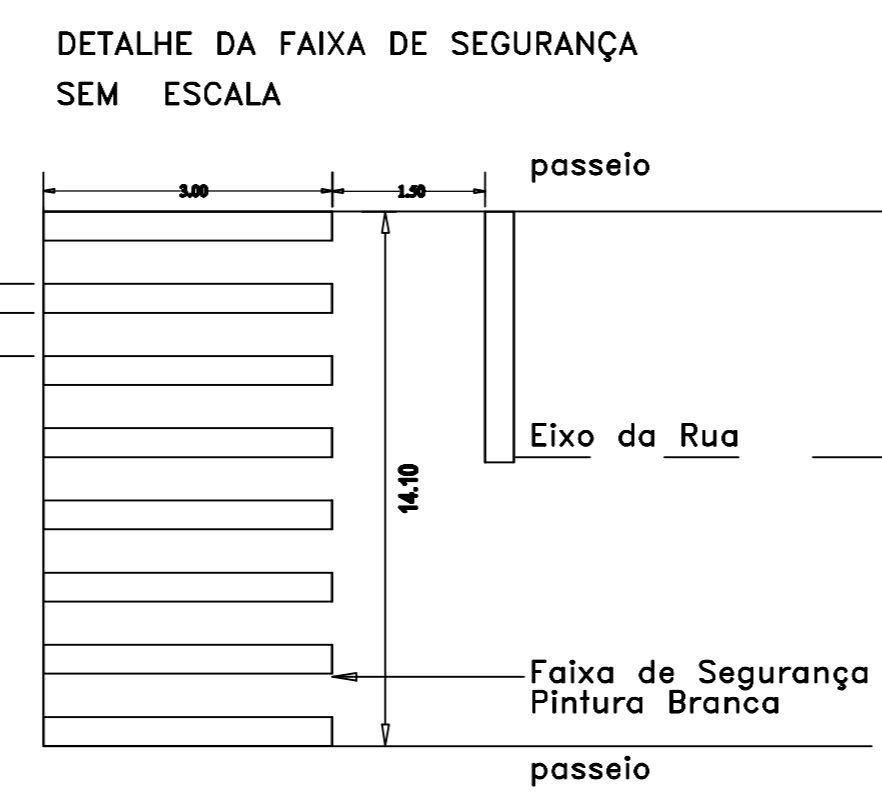 DETALHE DA FAIXA DE SEGURANÇA
SEM ESCALA
passeio
3.00
1.50
Eixo da Rua
14.10
Faixa de Segurança
Pintura Branca
passeio